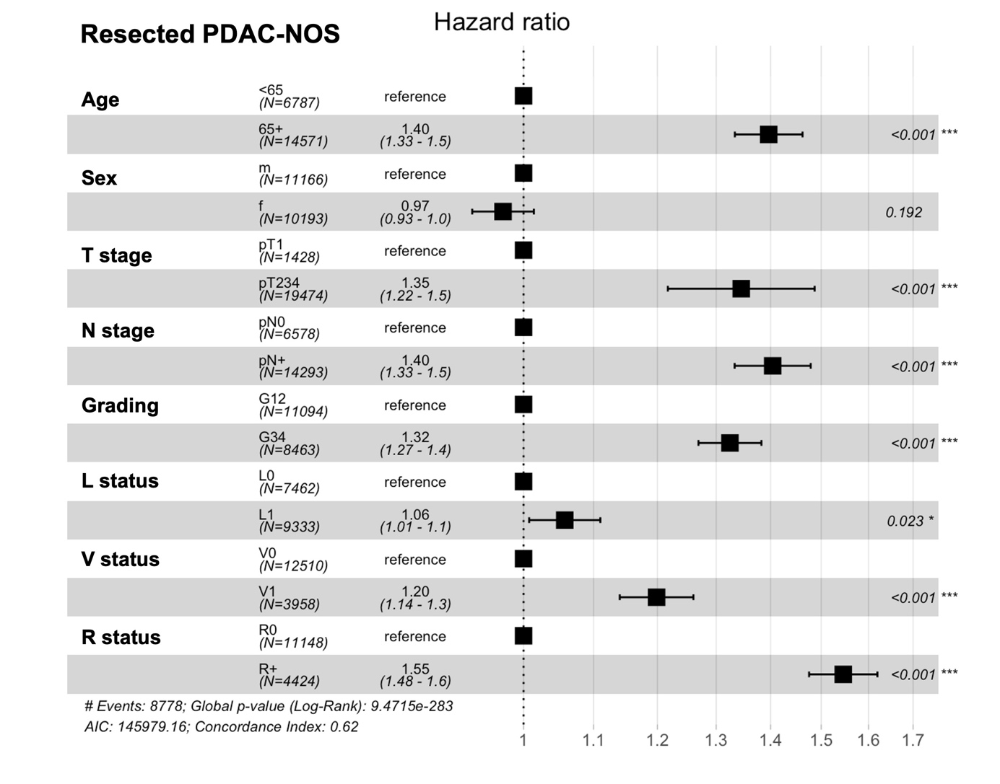 Hazard ratio
Resected PDAC-NOS
Age
<65
(N=6787)
reference
65+
(N=14571)
1.40
(1.33 - 1.5)
<0.001 ***
Sex
m
(N=11166)
reference
f
(N=10193)
0.97
(0.93 - 1.0)
0.192
T stage
pT1
(N=1428)
reference
pT234
(N=19474)
1.35
(1.22 - 1.5)
<0.001 ***
N stage
pN0
(N=6578)
reference
pN+
(N=14293)
1.40
(1.33 - 1.5)
<0.001 ***
Grading
G12
(N=11094)
reference
G34
(N=8463)
1.32
(1.27 - 1.4)
<0.001 ***
L status
L0
(N=7462)
reference
L1
(N=9333)
1.06
(1.01 - 1.1)
0.023 *
V status
V0
(N=12510)
reference
V1
(N=3958)
1.20
(1.14 - 1.3)
<0.001 ***
R status
R0
(N=11148)
reference
R+
(N=4424)
1.55
(1.48 - 1.6)
<0.001 ***
# Events: 8778; Global p-value (Log-Rank): 9.4715e-283
AIC: 145979.16; Concordance Index: 0.62
1 1.1 1.2 1.3 1.4 1.5 1.6 1.7